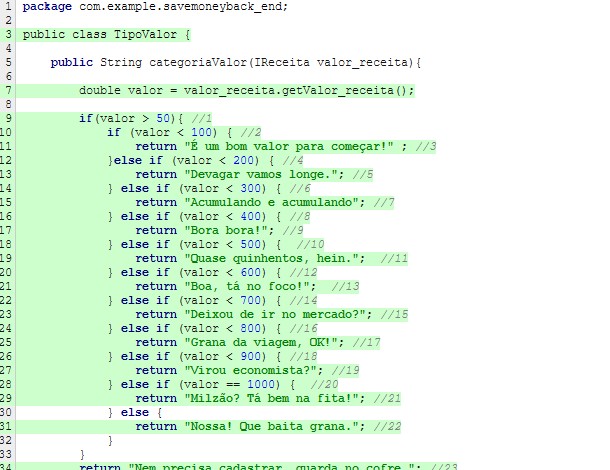 1 package com.example.savemoneyback_end;
2
3 public class TipoValor {
4
5 public String categoriaValor(IReceita valor_receita){
6
7 double valor = valor_receita.getValor_receita();
8
9 if(valor > 50){ //1
10 if (valor < 100) { //2
11 return "É um bom valor para começar!" ; //3
12 }else if (valor < 200) { //4
13 return "Devagar vamos longe."; //5
14 } else if (valor < 300) { //6
15 return "Acumulando e acumulando"; //7
16 } else if (valor < 400) { //8
17 return "Bora bora!"; //9
18 } else if (valor < 500) { //10
19 return "Quase quinhentos, hein."; //11
20 } else if (valor < 600) { //12
21 return "Boa, tá no foco!"; //13
22 } else if (valor < 700) { //14
23 return "Deixou de ir no mercado?"; //15
24 } else if (valor < 800) { //16
25 return "Grana da viagem, OK!"; //17
26 } else if (valor < 900) { //18
27 return "Virou economista?"; //19
28 } else if (valor == 1000) { //20
29 return "Milzão? Tá bem na fita!"; //21
30 } else {
31 return "Nossa! Que baita grana."; //22
32 }
33 }
34 return "Nem precisa cadastrar, guarda no cofre."; //23